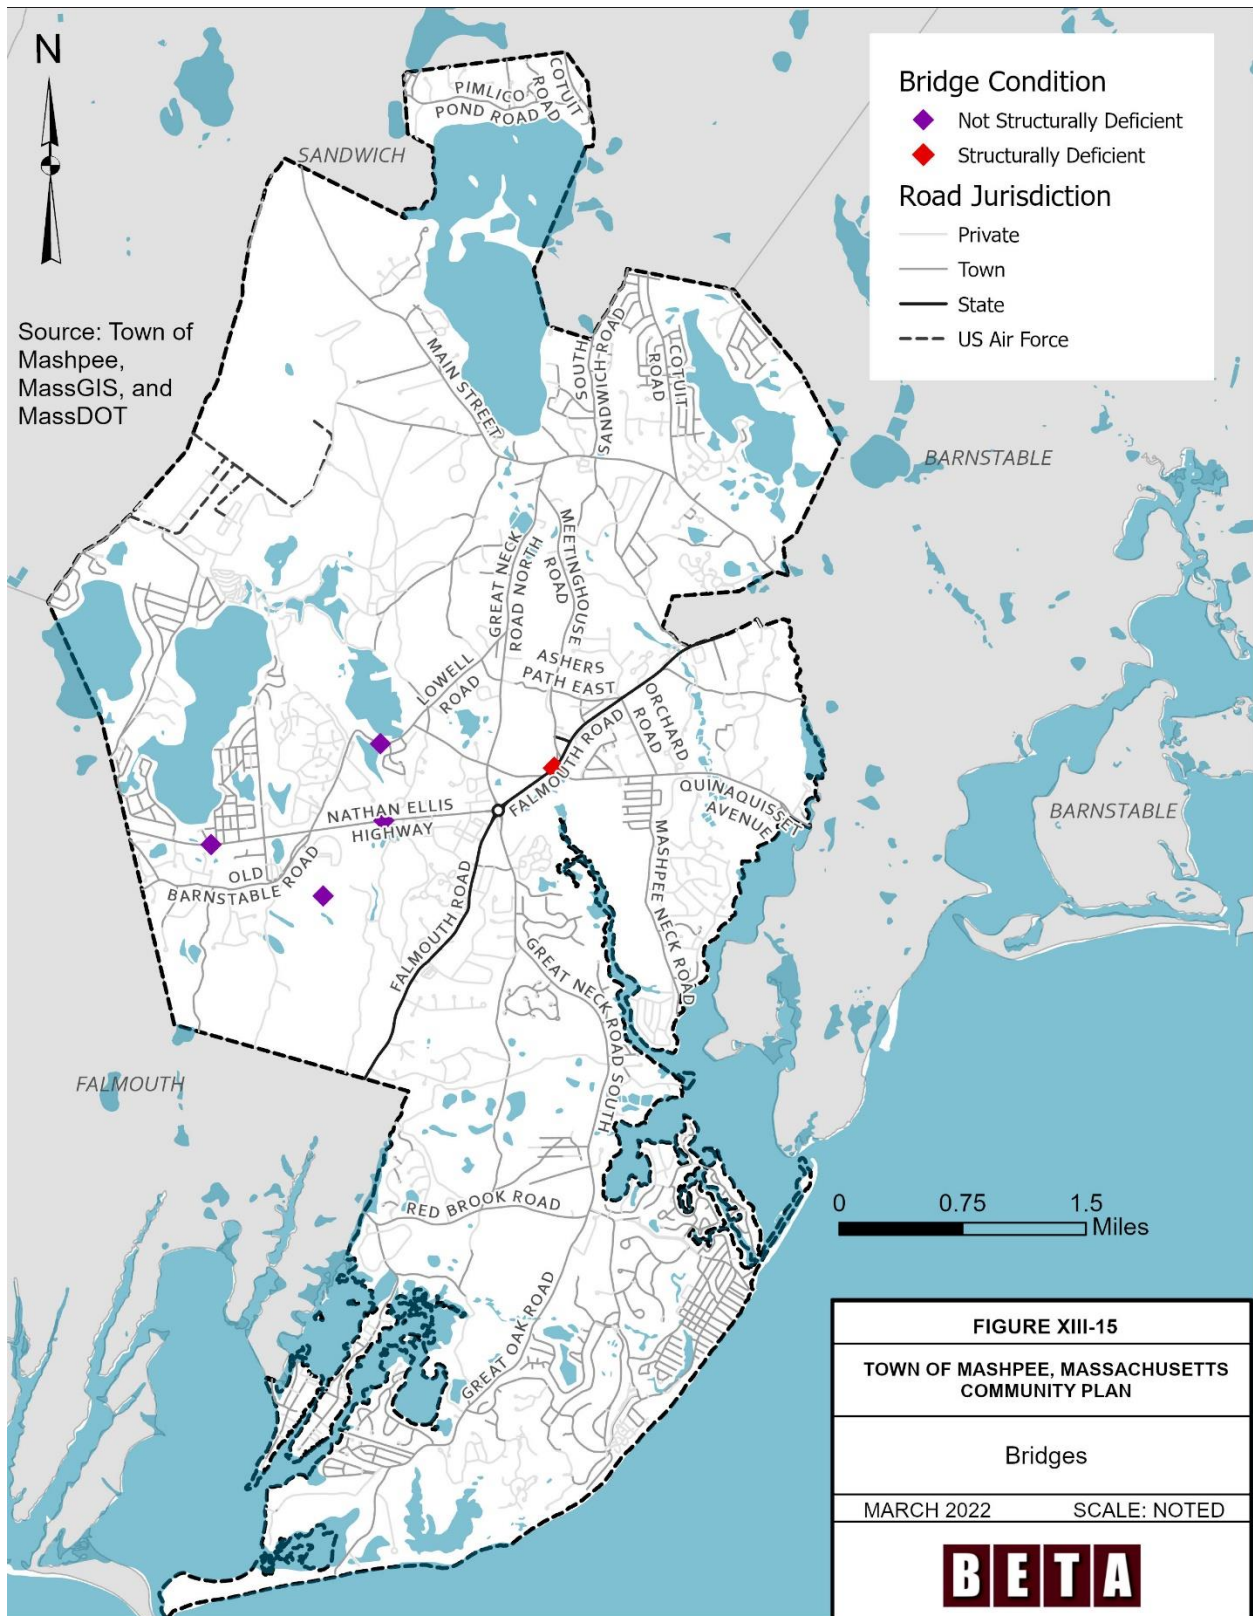 N
Source: Town of
Mashpee,
MassGIS, and
MassDOT
Bridge Condition
Not Structurally Deficient
Structurally Deficient
Road Jurisdiction
Private
Town
State
US Air Force
PIMLICO
POND ROAD
COTUIT
ROAD
SANDWICH
MAIN STREET
SOUTH
SANDWICH ROAD
COTUIT
ROAD
BARNSTABLE
GREAT NECK
ROAD NORTH
MEETINGHOUSE
ROAD
ASHERS
PATH EAST
LOWELL
ROAD
ORCHARD
ROAD
FALMOUTH ROAD
QUINAQUISSET
AVENUE
NATHAN ELLIS
HIGHWAY
OLD
BARNSTABLE ROAD
MASHPEE NECK ROAD
BARNSTABLE
FALMOUTH ROAD
GREAT NECK ROAD SOUTH
FALMOUTH
RED BROOK ROAD
GREAT OAK ROAD
0 0.75 1.5
Miles
FIGURE XIII-15
TOWN OF MASHPEE, MASSACHUSETTS
COMMUNITY PLAN
Bridges
MARCH 2022 SCALE: NOTED
BETA